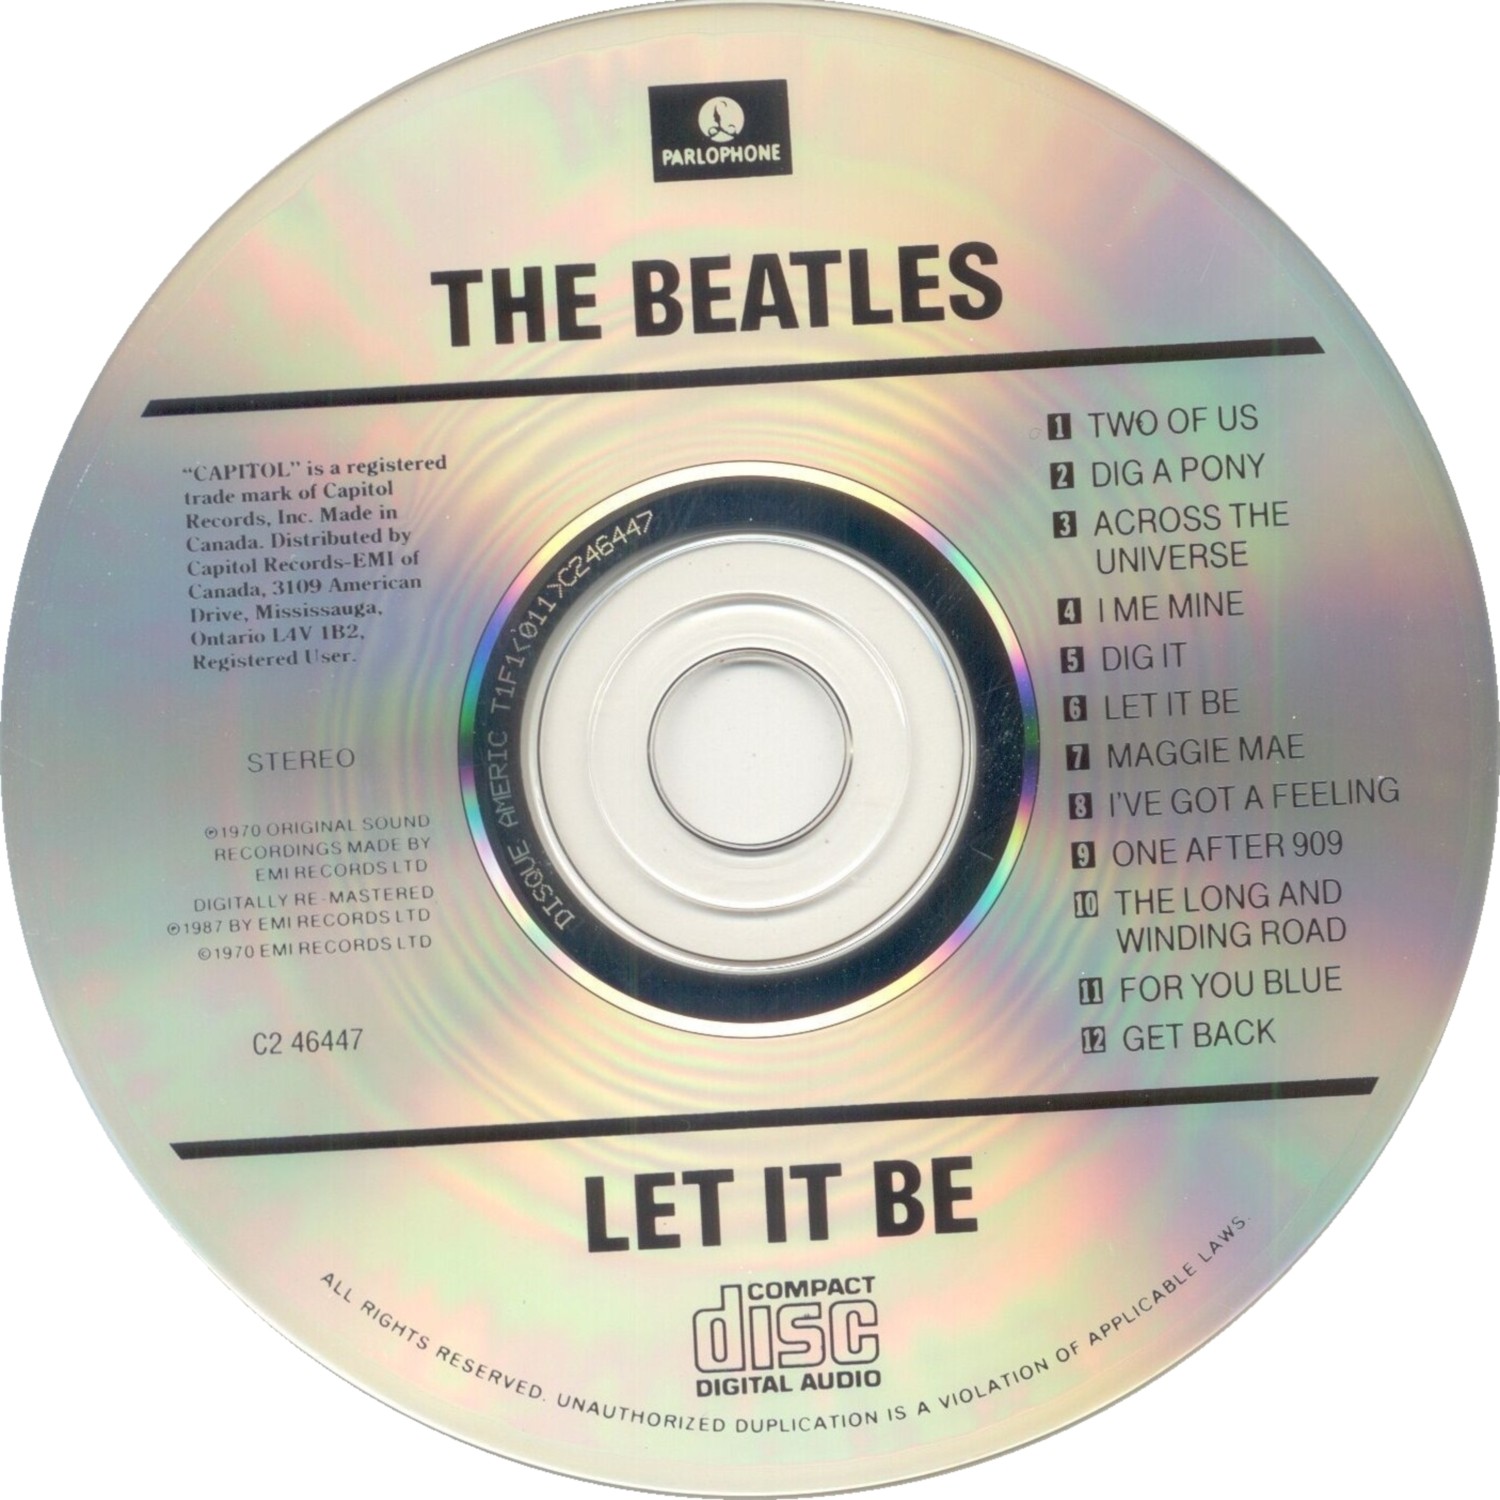 PARLOPHONE
THE BEATLES
"CAPITOL" is a registered
trade mark of Capitol
Records, Inc. Made in
Canada. Distributed by
Capitol Records-EMI of
Canada, 3109 American
Drive, Mississauga,
Ontario L4V 1B2,
Registered User.
STEREO
℗1970 ORIGINAL SOUND
RECORDINGS MADE BY
EMI RECORDS LTD
DIGITALLY RE-MASTERED
℗1987 BY EMI RECORDS LTD
©1970 EMI RECORDS LTD
C2 46447
DISQUE AMERIC T1F1<'011>C246447
1 TWO OF US
2 DIG A PONY
3 ACROSS THE
UNIVERSE
4 I ME MINE
5 DIG IT
6 LET IT BE
7 MAGGIE MAE
8 I'VE GOT A FEELING
9 ONE AFTER 909
10 THE LONG AND
WINDING ROAD
11 FOR YOU BLUE
12 GET BACK
LET IT BE
COMPACT
disc
DIGITAL AUDIO
ALL RIGHTS RESERVED. UNAUTHORIZED DUPLICATION IS A VIOLATION OF APPLICABLE LAWS.